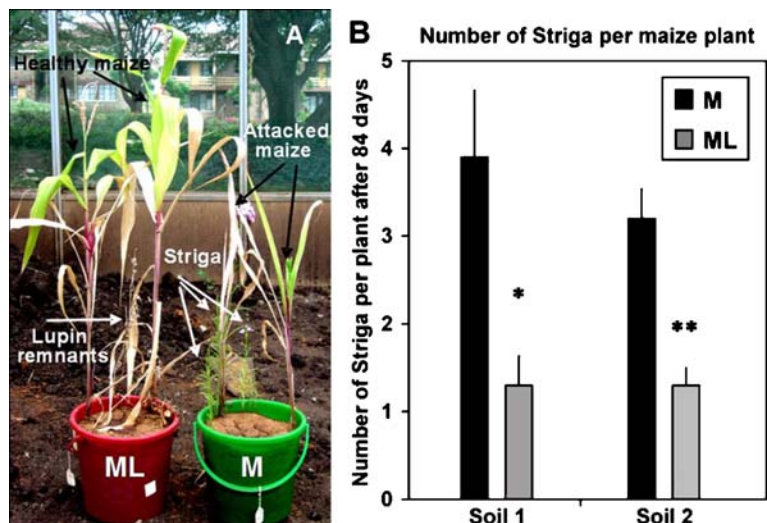 A
Healthy maize
Attacked
maize
Striga
Lupin
remnants
ML
M
B
Number of Striga per maize plant
Number of Striga per plant after 84 days
5
4
3
2
1
0
M
ML
*
**
Soil 1
Soil 2